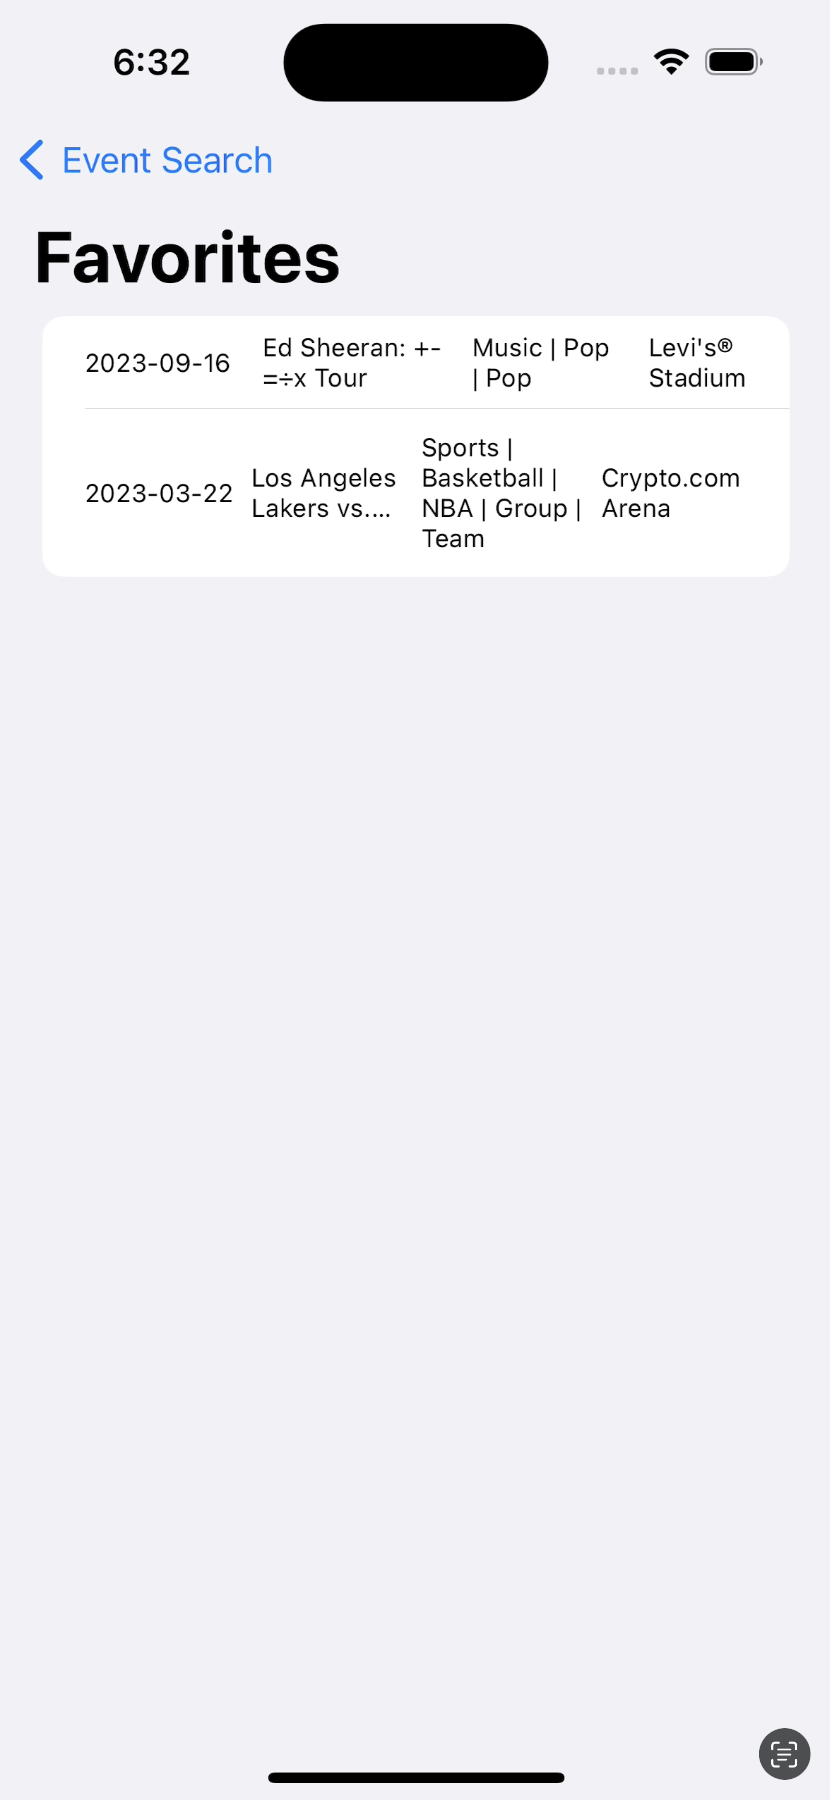 6:32
Event Search
Favorites
2023-09-16
Ed Sheeran: +-
=÷x Tour
Music | Pop
| Pop
Levi's®
Stadium
2023-03-22
Los Angeles
Lakers vs....
Sports |
Basketball |
NBA | Group |
Team
Crypto.com
Arena